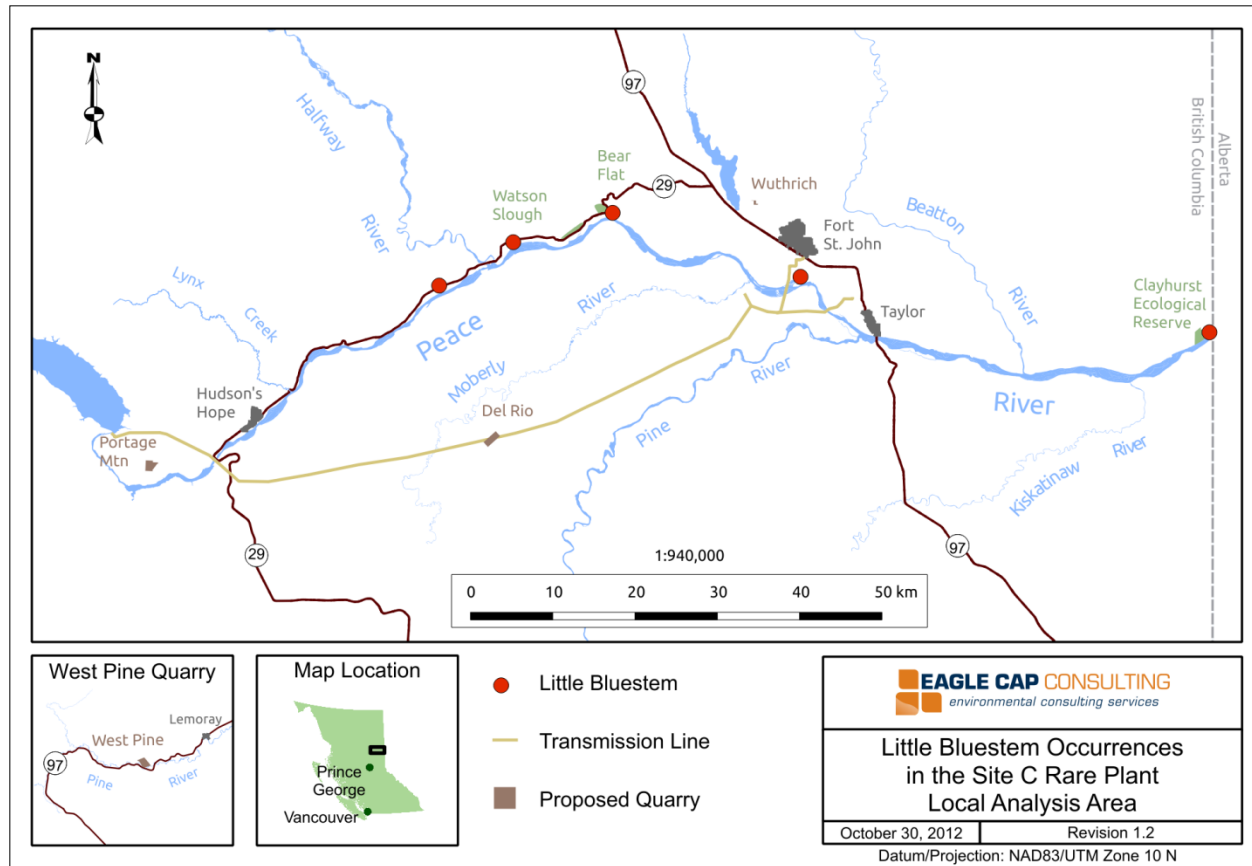 N
97
Halfway
River
Bear
Flat
29
Wuthrich
Watson
Slough
Fort
St. John
Beatton
River
British Columbia
Alberta
Lynx
Creek
Peace
River
Moberly
River
Taylor
Clayhurst
Ecological
Reserve
Hudson's
Hope
Del Rio
River
Pine
River
Kiskatinaw
River
Portage
Mtn
29
97
1:940,000
0 10 20 30 40 50 km
West Pine Quarry
Lemoray
West Pine
97
Pine
River
Map Location
Prince
George
Vancouver
Little Bluestem
Transmission Line
Proposed Quarry
EAGLE CAP CONSULTING
environmental consulting services
Little Bluestem Occurrences
in the Site C Rare Plant
Local Analysis Area
October 30, 2012 Revision 1.2
Datum/Projection: NAD83/UTM Zone 10 N